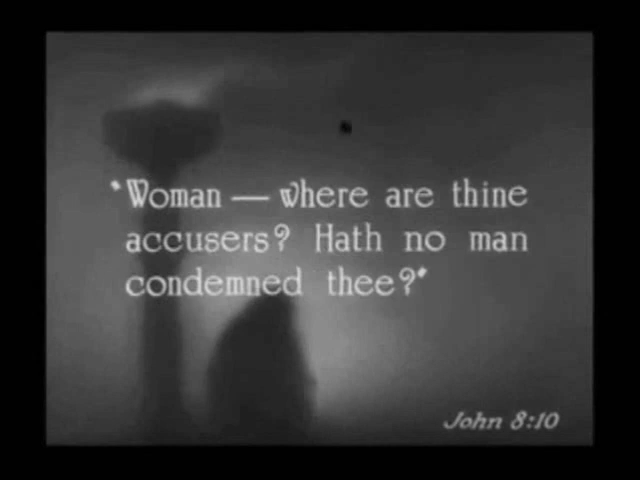 "Woman — where are thine
accusers? Hath no man
condemned thee?"
John 8:10